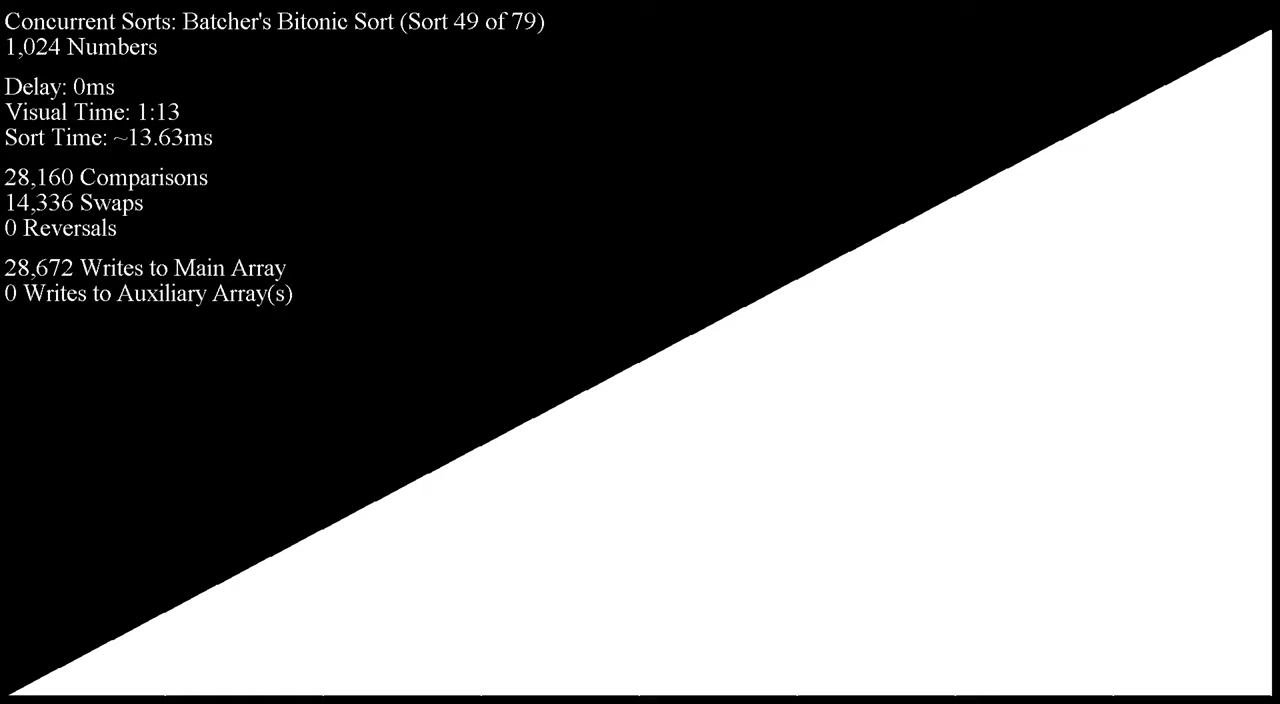 Concurrent Sorts: Batcher's Bitonic Sort (Sort 49 of 79)
1,024 Numbers
Delay: 0ms
Visual Time: 1:13
Sort Time: ~13.63ms
28,160 Comparisons
14,336 Swaps
0 Reversals
28,672 Writes to Main Array
0 Writes to Auxiliary Array(s)